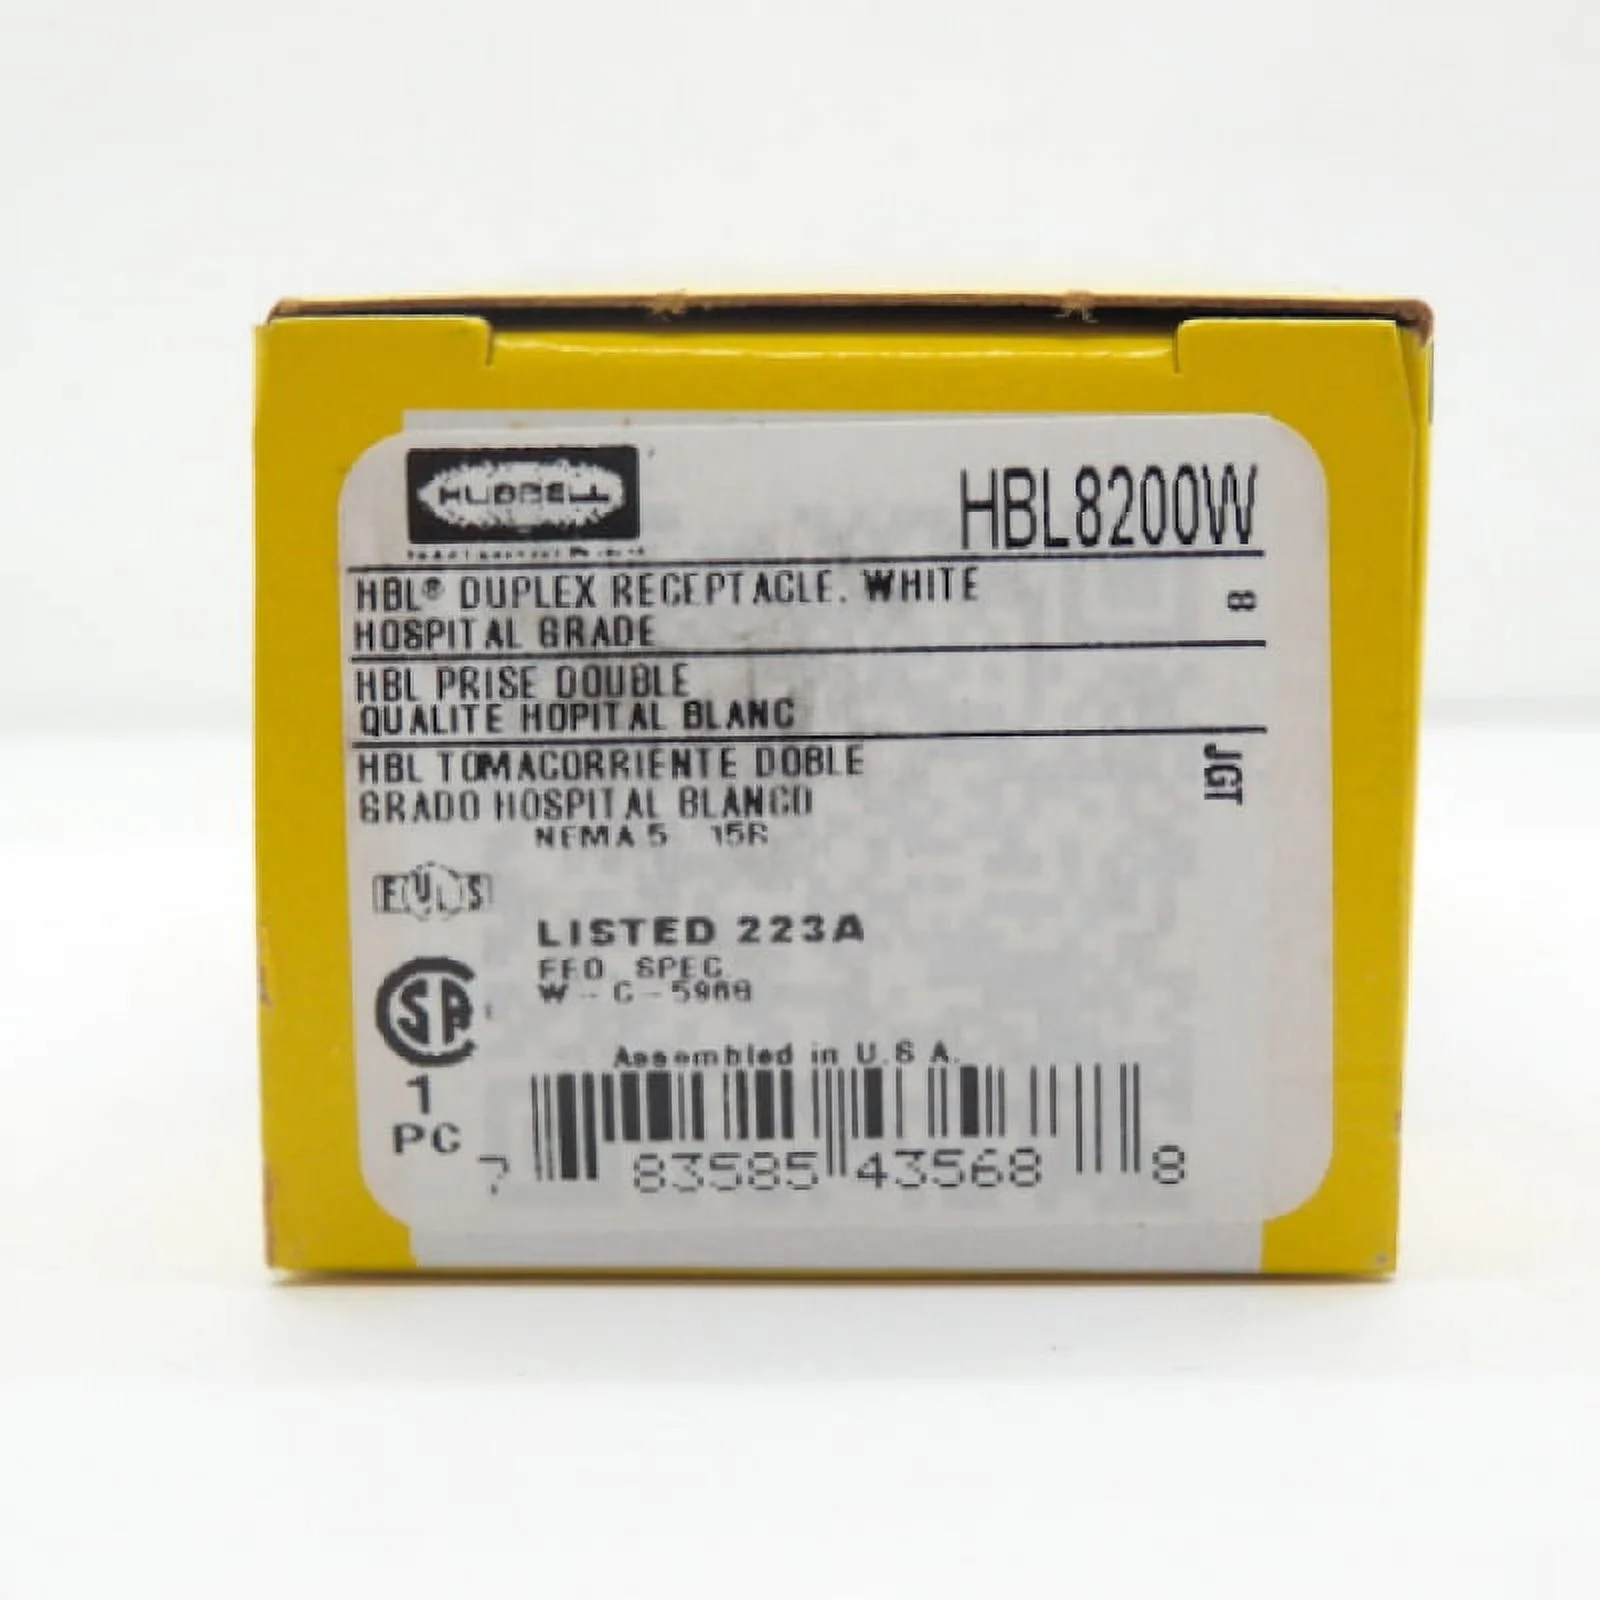 HUBBELL
HBL8200W
HBL® DUPLEX RECEPTACLE. WHITE
HOSPITAL GRADE
8
HBL PRISE DOUBLE
QUALITE HOPITAL BLANC
HBL TOMACORRIENTE DOBLE
GRADO HOSPITAL BLANCO
JGT
NEMA 5 15R
LISTED 223A
FED SPEC.
W-C-596G
Assembled in U.S.A.
1
PC
7 83585 43568 8